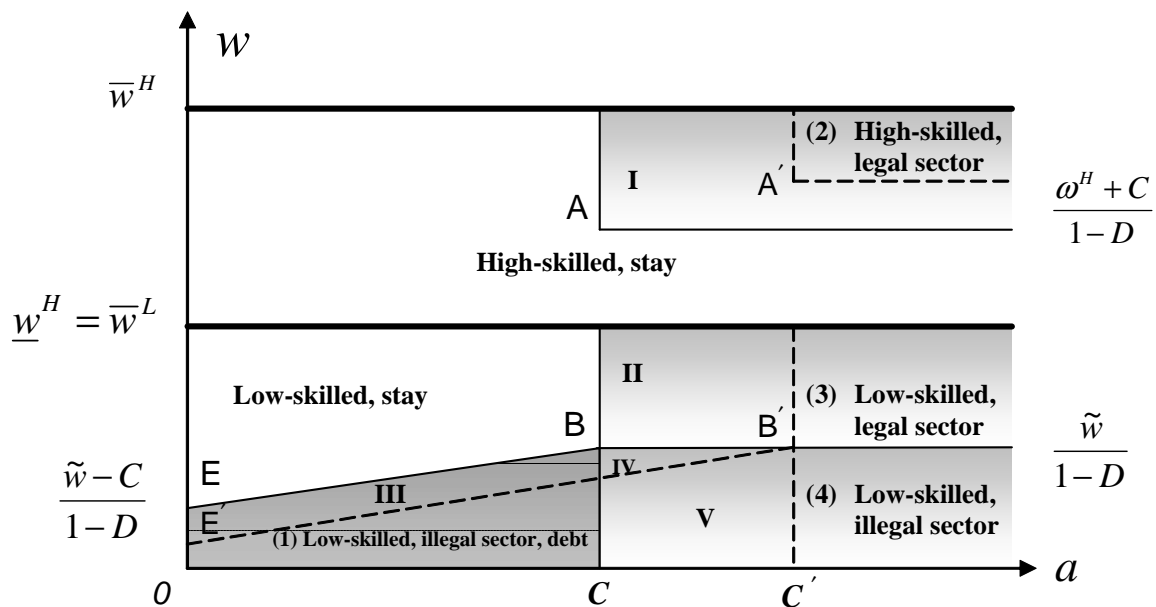 w
w̅ᴴ
(2) High-skilled,
legal sector
I
A′
A
ωᴴ + C
1 − D
High-skilled, stay
w̲ᴴ = w̅ᴸ
II
Low-skilled, stay
(3) Low-skilled,
legal sector
B
B′
w̃
1 − D
E
IV
w̃ − C
1 − D
III
E′
V
(4) Low-skilled,
illegal sector
(1) Low-skilled, illegal sector, debt
0
C
C′
a